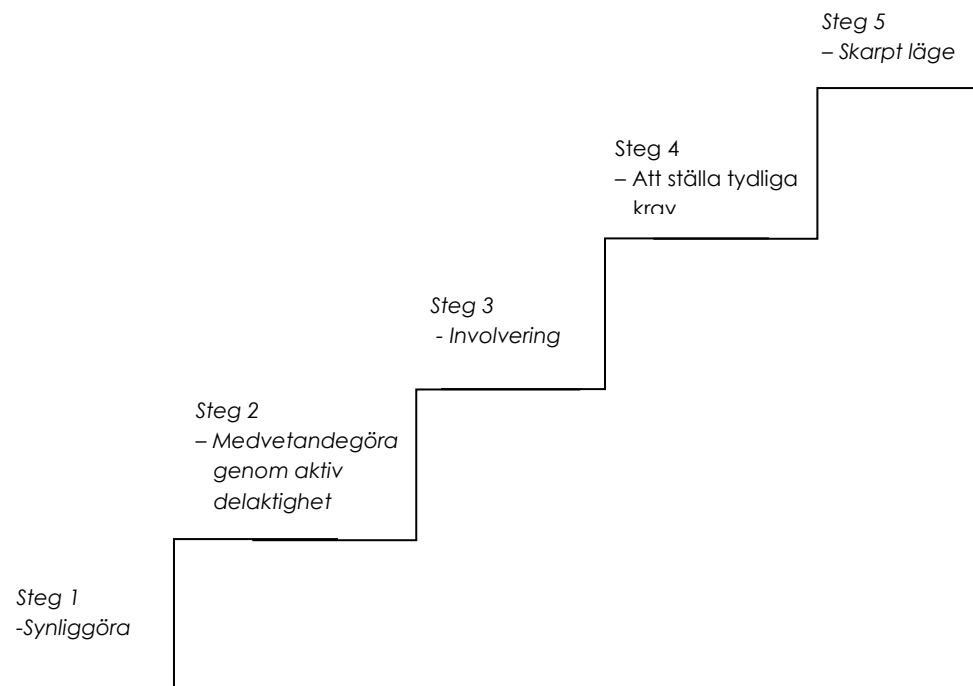 Steg 5
– Skarpt läge
Steg 4
– Att ställa tydliga
krav
Steg 3
- Involvering
Steg 2
– Medvetandegöra
genom aktiv
delaktighet
Steg 1
-Synliggöra